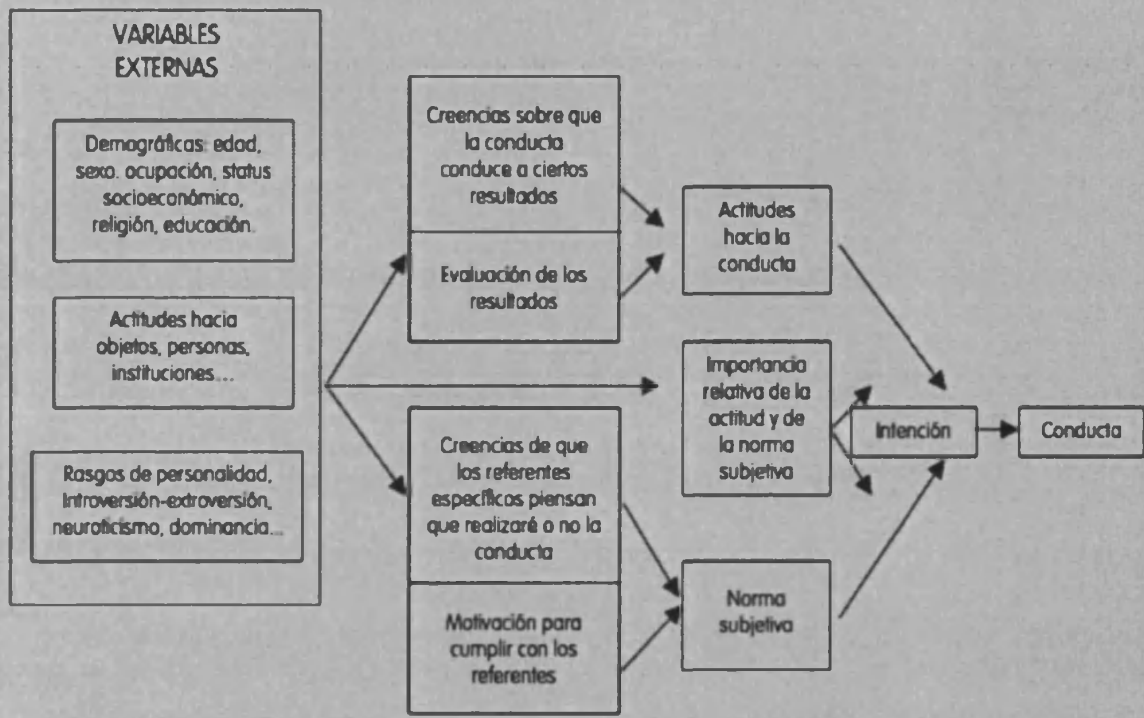 VARIABLES
EXTERNAS
Demográficas: edad,
sexo. ocupación, status
socioeconómico,
religión, educación.
Actitudes hacia
objetos, personas,
instituciones...
Rasgos de personalidad,
Introversión-extroversión,
neuroticismo, dominancia...
Creencias sobre que
la conducta
conduce a ciertos
resultados
Evaluación de los
resultados
Creencias de que
los referentes
específicos piensan
que realizaré o no la
conducta
Motivación para
cumplir con los
referentes
Actitudes
hacia la
conducta
Importancia
relativa de la
actitud y de
la norma
subjetiva
Norma
subjetiva
Intención
Conducta